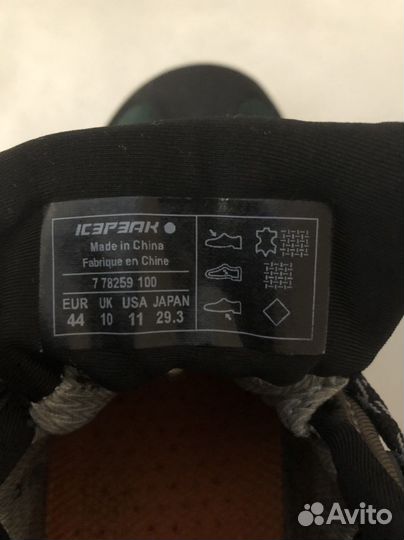 ICEPEAK
Made in China
Fabrique en Chine
7 78259 100
EUR UK USA JAPAN
44 10 11 29.3
Avito